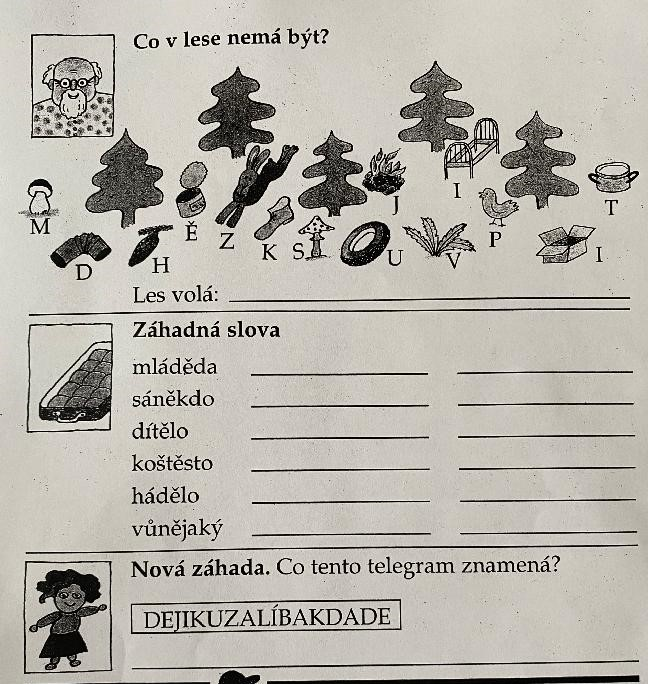 Co v lese nemá být?
M D H Ě Z K S J U I V P T I
Les volá:
Záhadná slova
mláděda
sáněkdo
dítělo
koštěsto
hádělo
vůnějaký
Nová záhada. Co tento telegram znamená?
DEJIKUZALÍBAKDADE